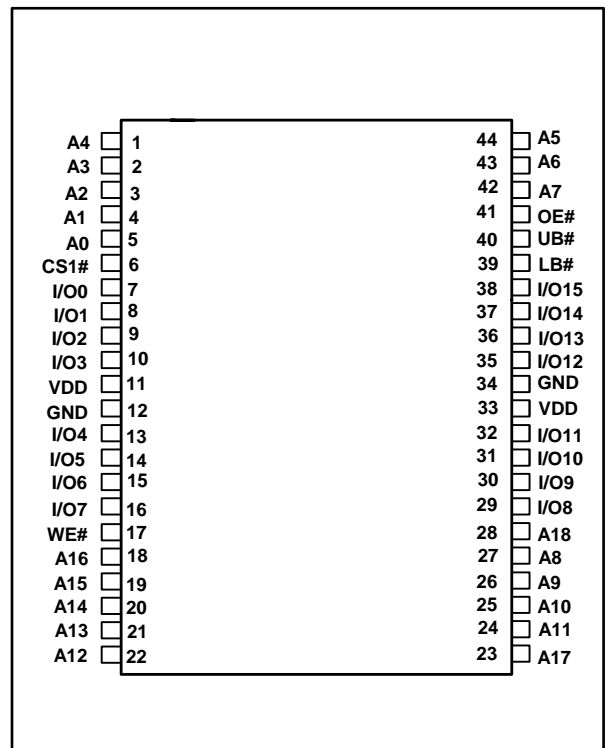 A4 1 44 A5
A3 2 43 A6
A2 3 42 A7
A1 4 41 OE#
A0 5 40 UB#
CS1# 6 39 LB#
I/O0 7 38 I/O15
I/O1 8 37 I/O14
I/O2 9 36 I/O13
I/O3 10 35 I/O12
VDD 11 34 GND
GND 12 33 VDD
I/O4 13 32 I/O11
I/O5 14 31 I/O10
I/O6 15 30 I/O9
I/O7 16 29 I/O8
WE# 17 28 A18
A16 18 27 A8
A15 19 26 A9
A14 20 25 A10
A13 21 24 A11
A12 22 23 A17